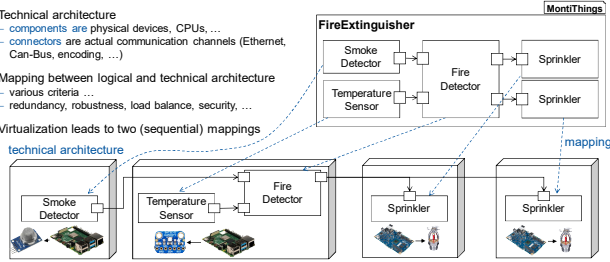 MontiThings
Technical architecture
– components are physical devices, CPUs, …
– connectors are actual communication channels (Ethernet,
Can-Bus, encoding, …)
Mapping between logical and technical architecture
– various criteria …
– redundancy, robustness, load balance, security, …
Virtualization leads to two (sequential) mappings
technical architecture
FireExtinguisher
Smoke
Detector
Temperature
Sensor
Fire
Detector
Sprinkler
Sprinkler
mapping
Smoke
Detector
Temperature
Sensor
Fire
Detector
Sprinkler
Sprinkler